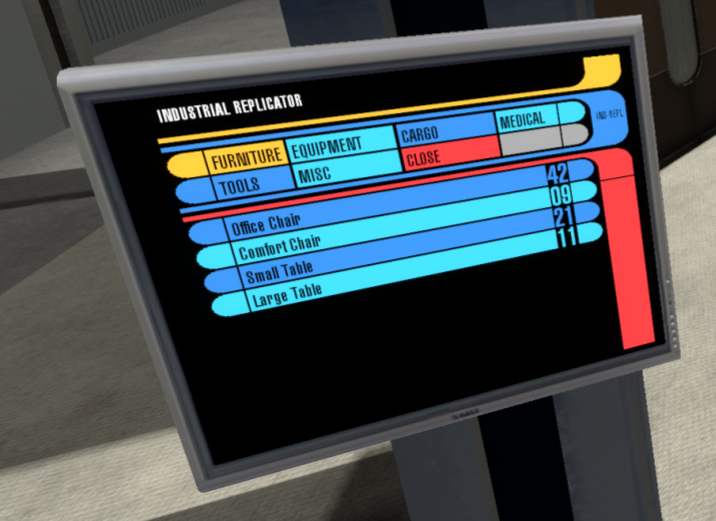 INDUSTRIAL REPLICATOR
FURNITURE EQUIPMENT CARGO MEDICAL
TOOLS MISC CLOSE
IND-REPL
Office Chair 42
Comfort Chair 09
Small Table 21
Large Table 11